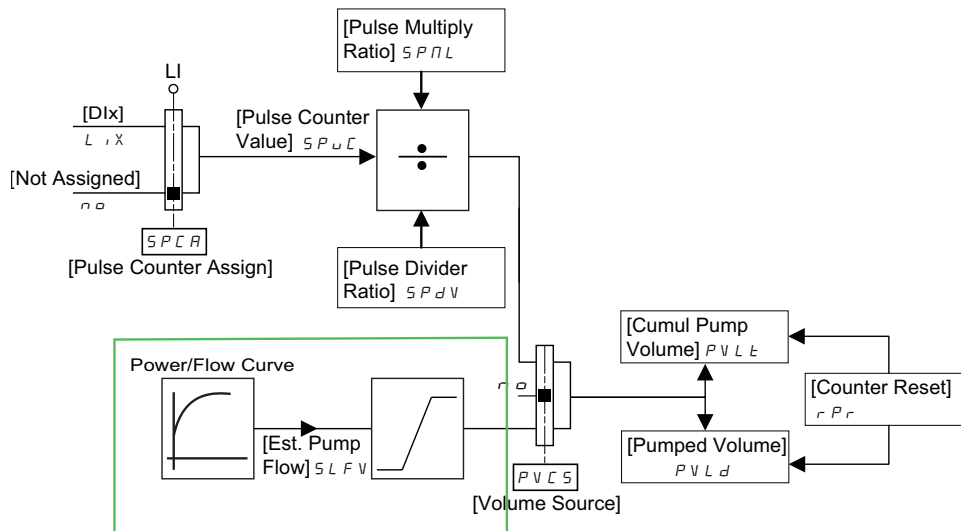 [Pulse Multiply
Ratio] SPML
LI
[DIx]
LIX
[Pulse Counter
Value] SPuC
[Not Assigned]
no
SPCA
[Pulse Counter Assign]
[Pulse Divider
Ratio] SPdV
Power/Flow Curve
[Est. Pump
Flow] SLFV
no
PVCS
[Volume Source]
[Cumul Pump
Volume] PVLt
[Counter Reset]
rPr
[Pumped Volume]
PVLd